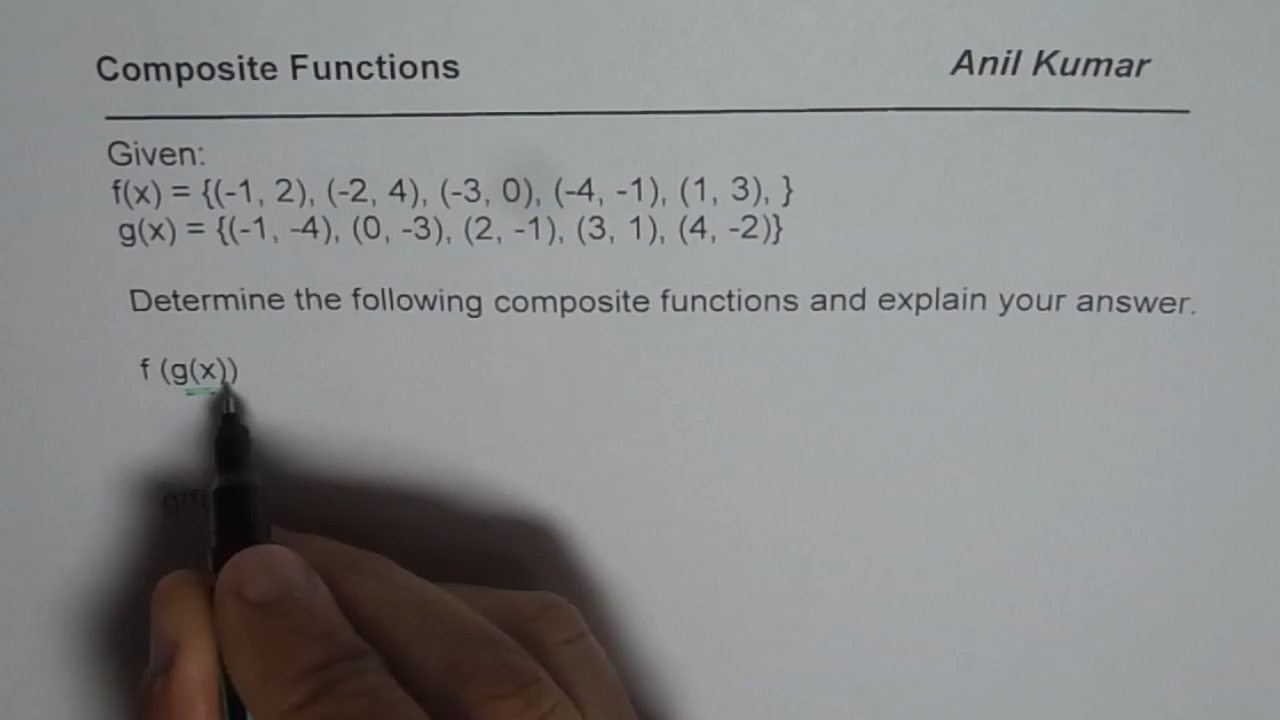 Composite Functions Anil Kumar
Given:
f(x) = {(-1, 2), (-2, 4), (-3, 0), (-4, -1), (1, 3), }
g(x) = {(-1, -4), (0, -3), (2, -1), (3, 1), (4, -2)}
Determine the following composite functions and explain your answer.
f (g(x))